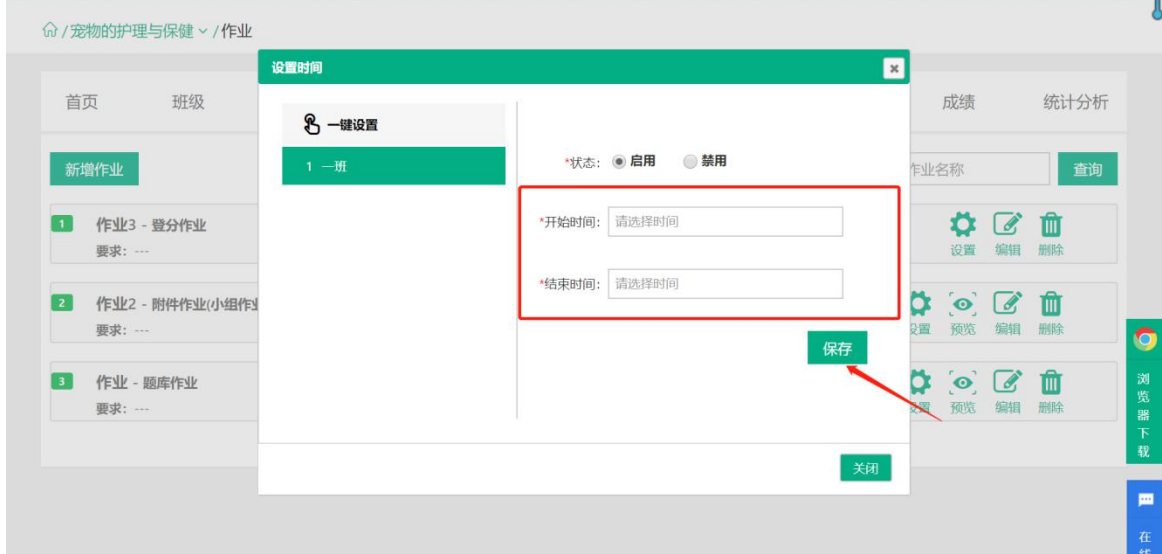 /宠物的护理与保健 /作业
设置时间
首页 班级 成绩 统计分析
一键设置
1 一班
*状态： 启用 禁用
新增作业 作业名称 查询
*开始时间： 请选择时间
1 作业3 - 登分作业
要求：---
设置 编辑 删除
*结束时间： 请选择时间
2 作业2 - 附件作业(小组作业
要求：---
设置 预览 编辑 删除
保存
3 作业 - 题库作业
要求：---
设置 预览 编辑 删除
关闭
浏览器下载
在线